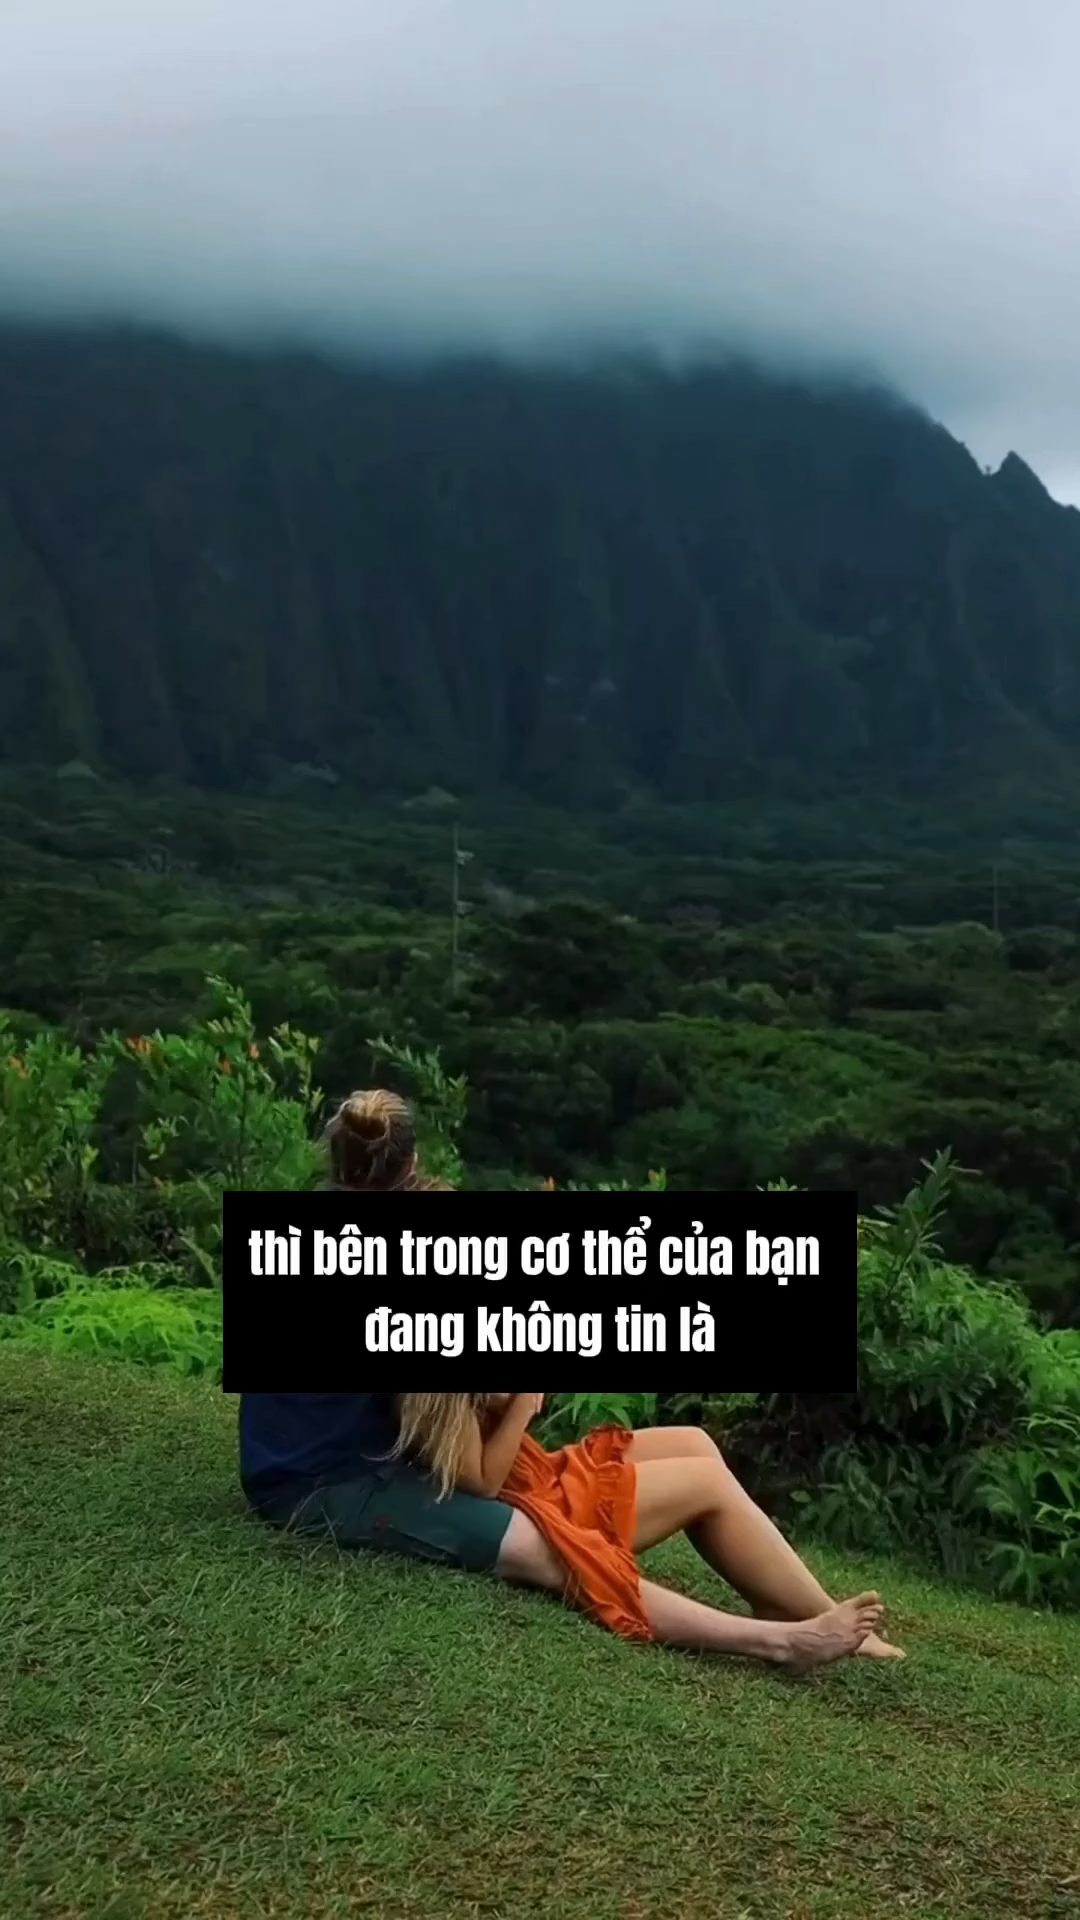 thì bên trong cơ thể của bạn
đang không tin là